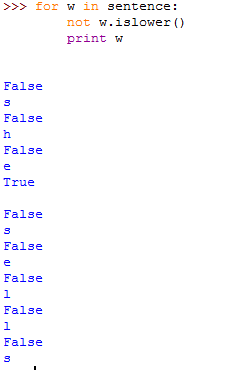 >>> for w in sentence:
not w.islower()
print w
False
s
False
h
False
e
True
False
s
False
e
False
l
False
l
False
s